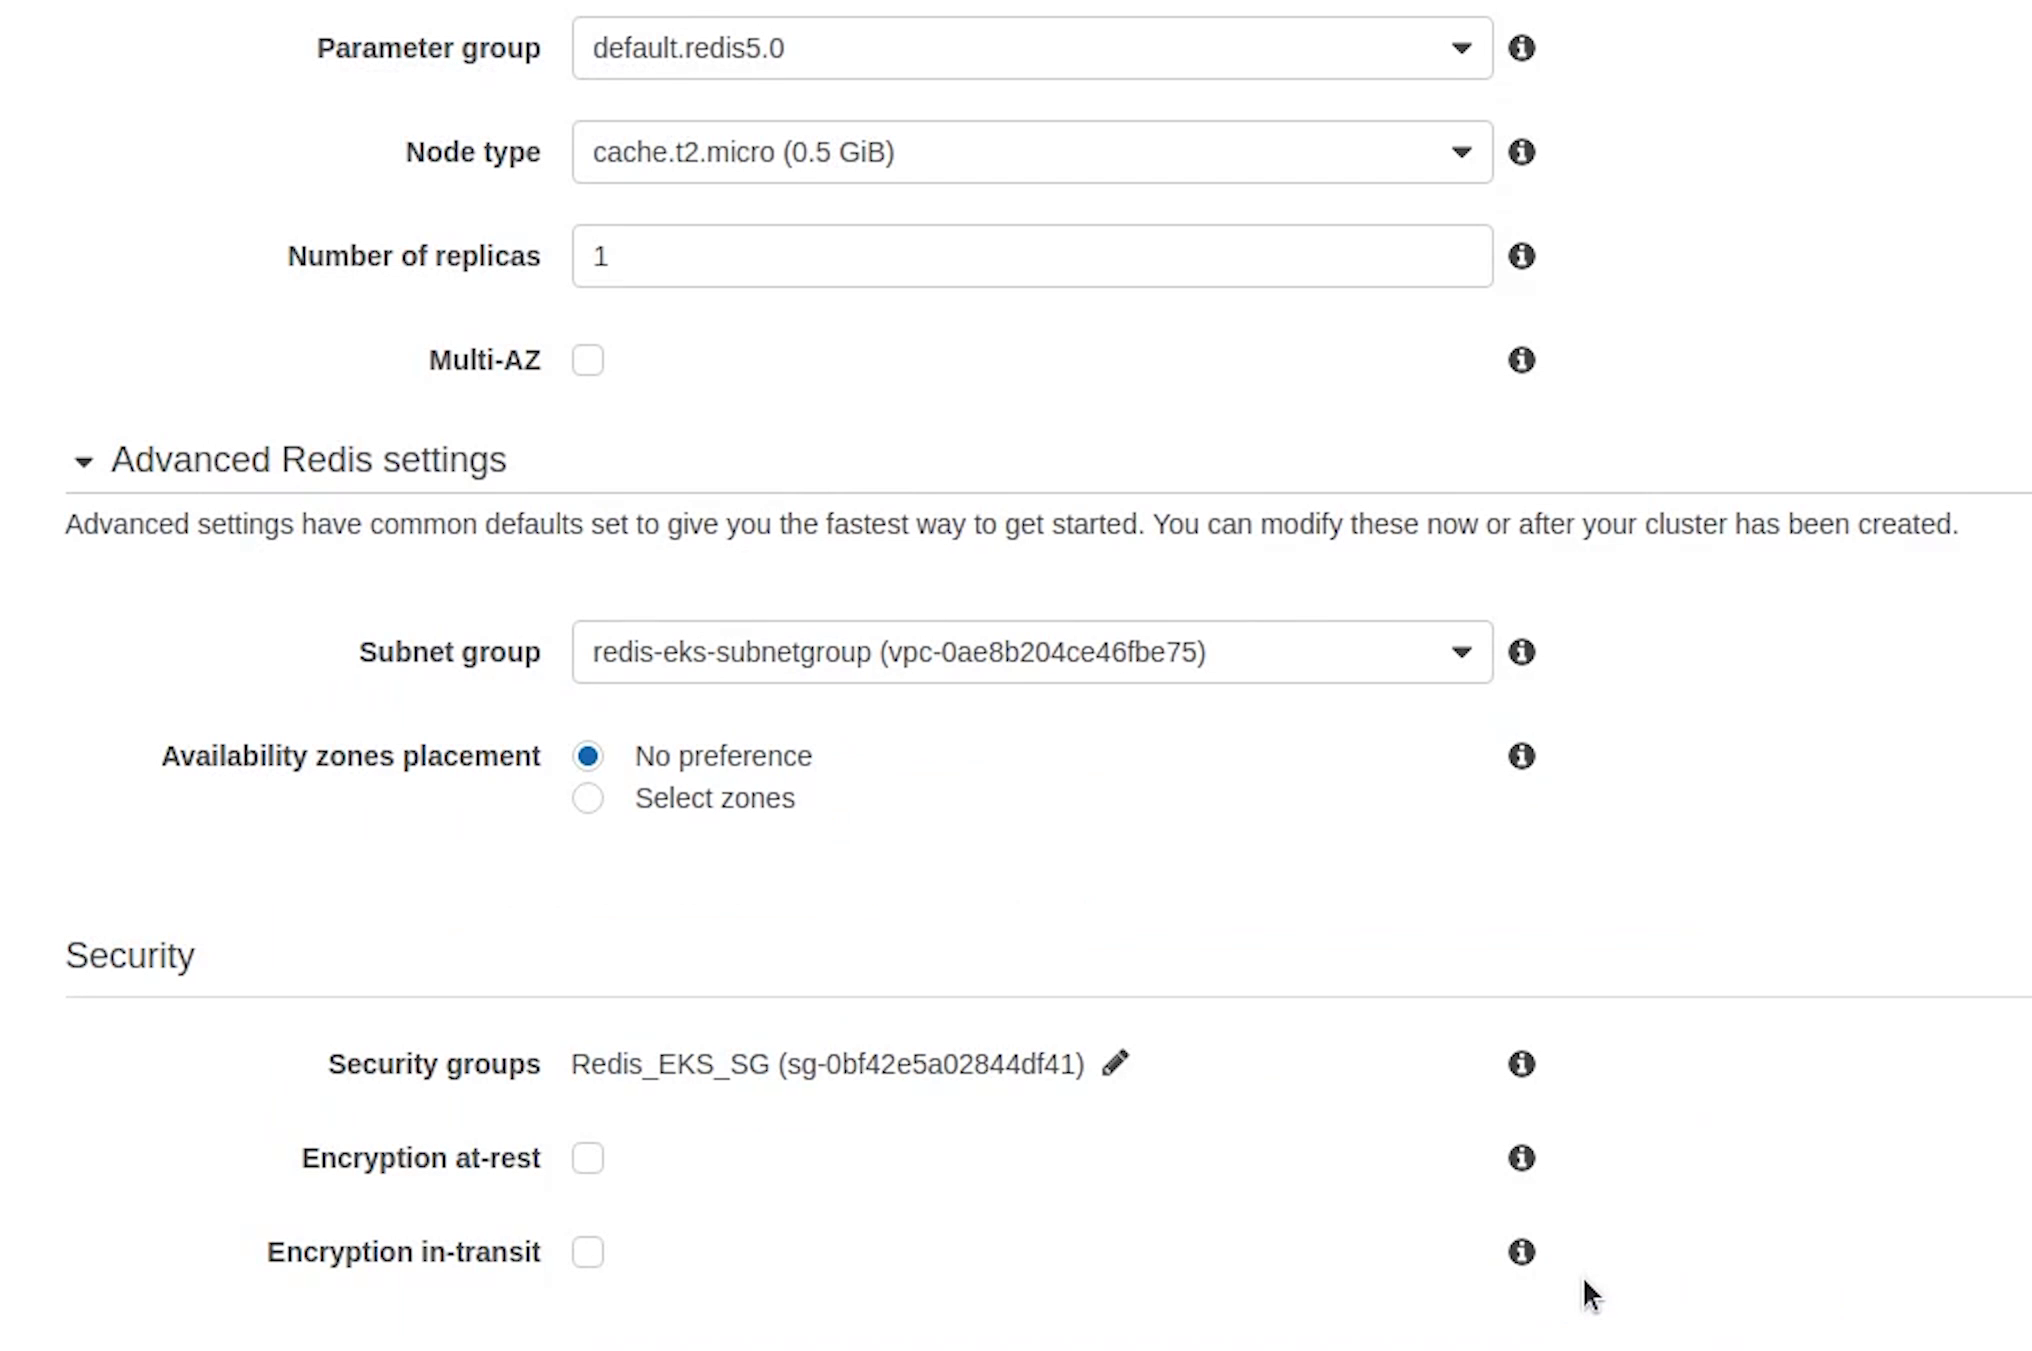 Parameter group default.redis5.0
Node type cache.t2.micro (0.5 GiB)
Number of replicas 1
Multi-AZ
Advanced Redis settings
Advanced settings have common defaults set to give you the fastest way to get started. You can modify these now or after your cluster has been created.
Subnet group redis-eks-subnetgroup (vpc-0ae8b204ce46fbe75)
Availability zones placement No preference
Select zones
Security
Security groups Redis_EKS_SG (sg-0bf42e5a02844df41)
Encryption at-rest
Encryption in-transit